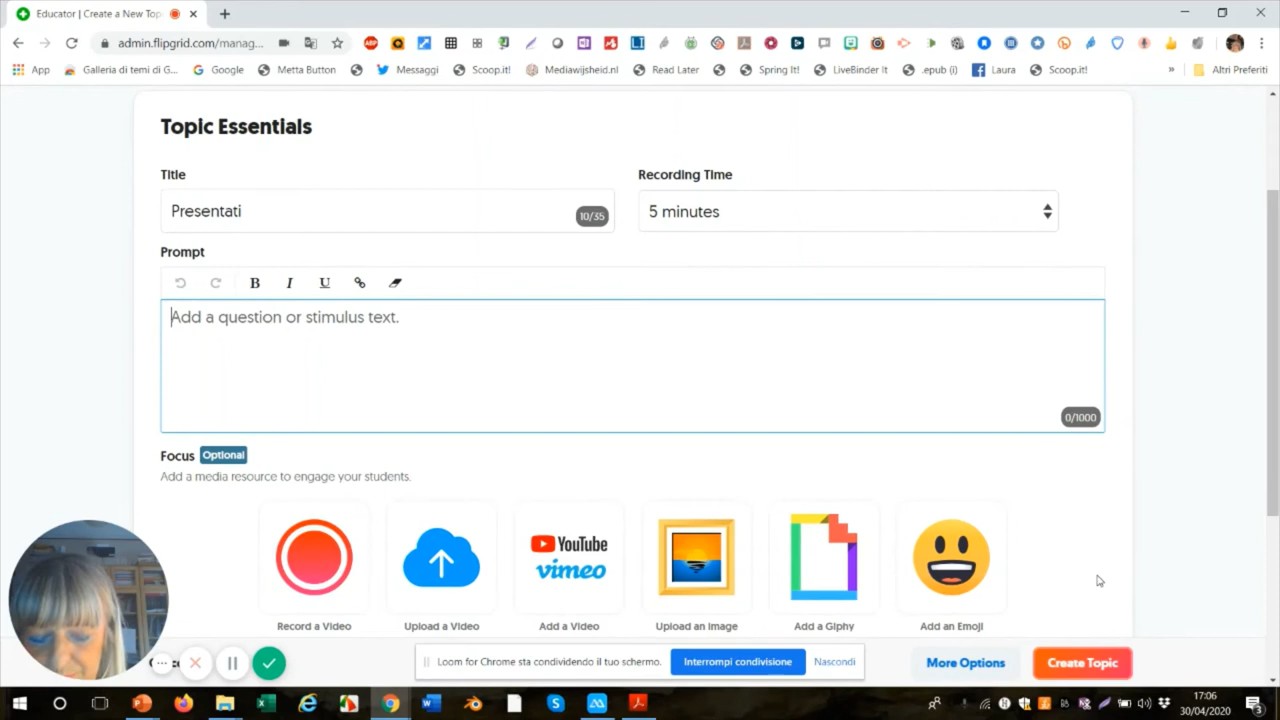 Educator | Create a New Top
admin.flipgrid.com/manag...
App Galleria di temi di G... Google Metta Button Messaggi Scoop.it! Mediawijsheid.nl Read Later Spring It! LiveBinder It .epub (i) Laura Scoop.it! » Altri Preferiti
Topic Essentials
Title Recording Time
Presentati 10/35 5 minutes
Prompt
B I U
Add a question or stimulus text.
0/1000
Focus Optional
Add a media resource to engage your students.
YouTube
vimeo
Record a Video Upload a Video Add a Video Upload an Image Add a Giphy Add an Emoji
Loom for Chrome sta condividendo il tuo schermo. Interrompi condivisione Nascondi More Options Create Topic
17:06
30/04/2020
3